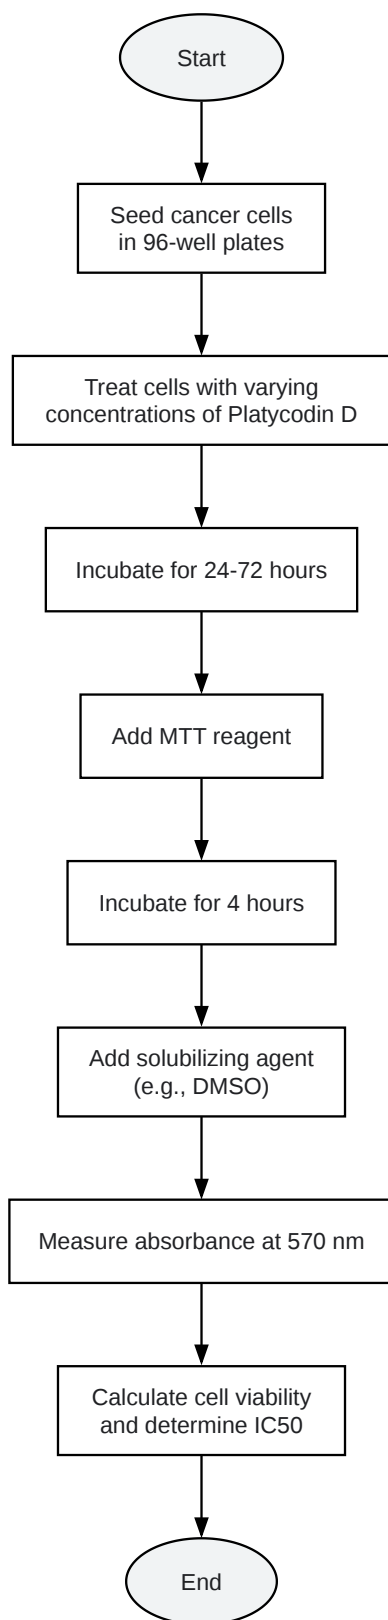 Start
Seed cancer cells
in 96-well plates
Treat cells with varying
concentrations of Platycodin D
Incubate for 24-72 hours
Add MTT reagent
Incubate for 4 hours
Add solubilizing agent
(e.g., DMSO)
Measure absorbance at 570 nm
Calculate cell viability
and determine IC50
End